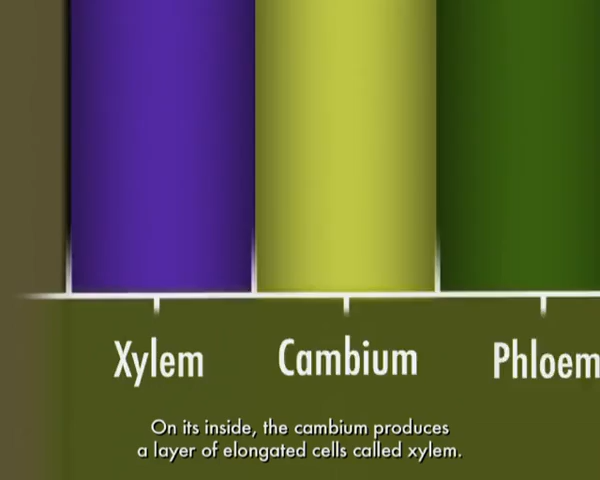 Xylem Cambium Phloem
On its inside, the cambium produces
a layer of elongated cells called xylem.